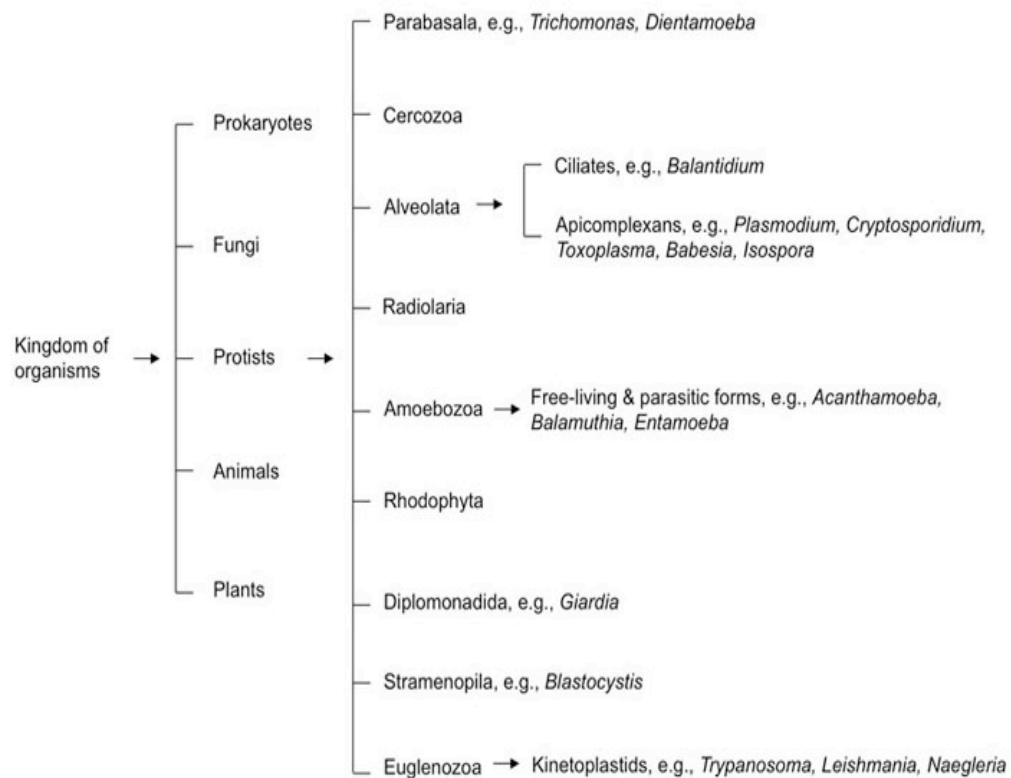 Kingdom of
organisms
Prokaryotes
Fungi
Protists
Animals
Plants
Parabasala, e.g., Trichomonas, Dientamoeba
Cercozoa
Alveolata
Ciliates, e.g., Balantidium
Apicomplexans, e.g., Plasmodium, Cryptosporidium,
Toxoplasma, Babesia, Isospora
Radiolaria
Amoebozoa
Free-living & parasitic forms, e.g., Acanthamoeba,
Balamuthia, Entamoeba
Rhodophyta
Diplomonadida, e.g., Giardia
Stramenopila, e.g., Blastocystis
Euglenozoa
Kinetoplastids, e.g., Trypanosoma, Leishmania, Naegleria